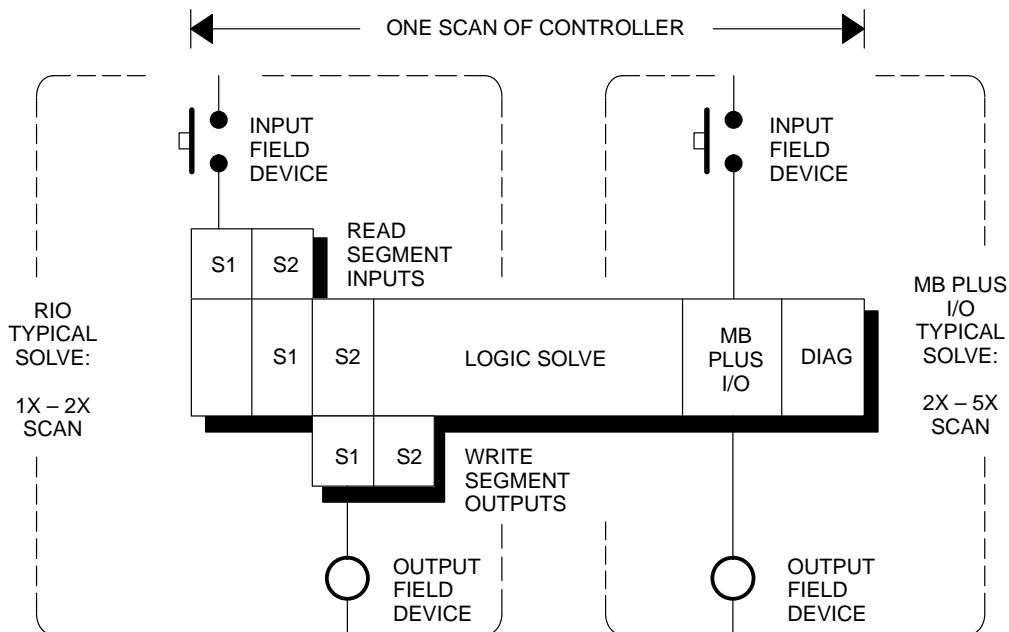 ONE SCAN OF CONTROLLER
INPUT
FIELD
DEVICE
INPUT
FIELD
DEVICE
READ
SEGMENT
INPUTS
S1
S2
RIO
TYPICAL
SOLVE:
1X – 2X
SCAN
S1
S2
LOGIC SOLVE
MB
PLUS
I/O
DIAG
MB PLUS
I/O
TYPICAL
SOLVE:
2X – 5X
SCAN
S1
S2
WRITE
SEGMENT
OUTPUTS
OUTPUT
FIELD
DEVICE
OUTPUT
FIELD
DEVICE